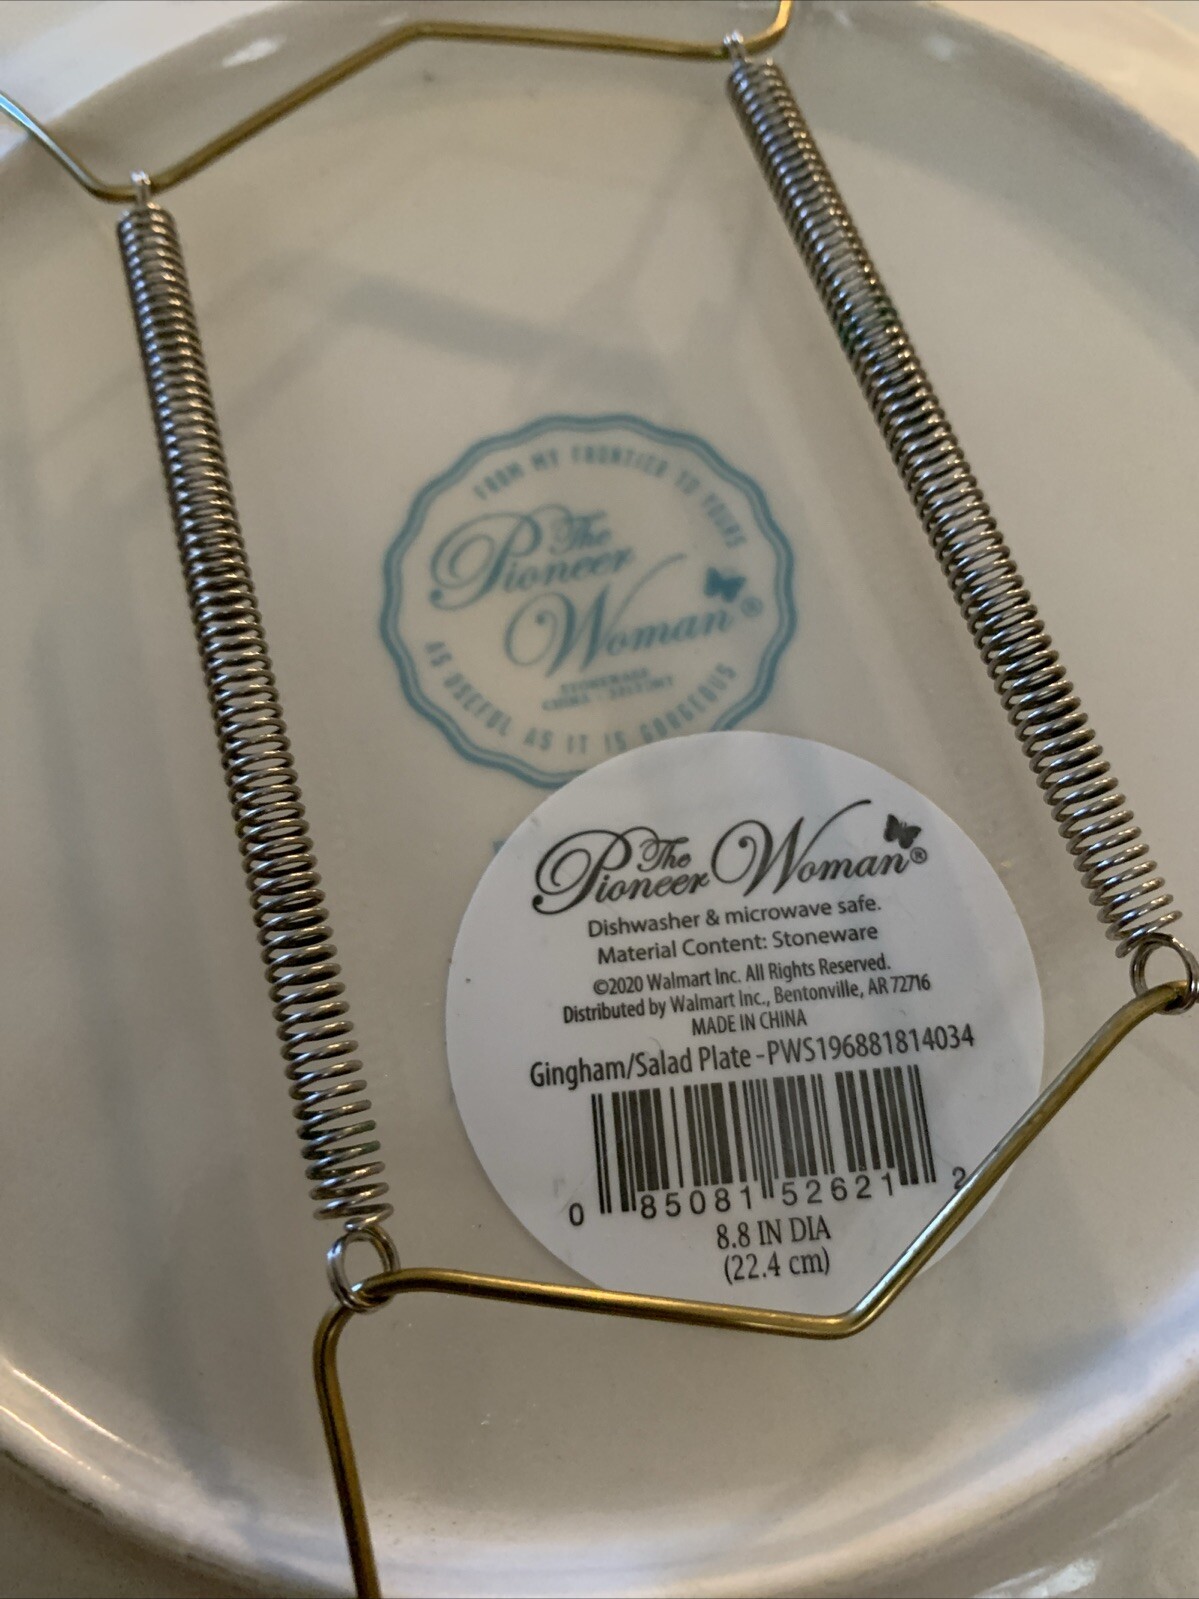 FROM MY FRONTIER TO YOURS
The
Pioneer
Woman®
STONEWARE
AS USEFUL AS IT IS GORGEOUS
The
Pioneer Woman®
Dishwasher & microwave safe.
Material Content: Stoneware
©2020 Walmart Inc. All Rights Reserved.
Distributed by Walmart Inc., Bentonville, AR 72716
MADE IN CHINA
Gingham/Salad Plate -PWS196881814034
0 85081 52621 2
8.8 IN DIA
(22.4 cm)